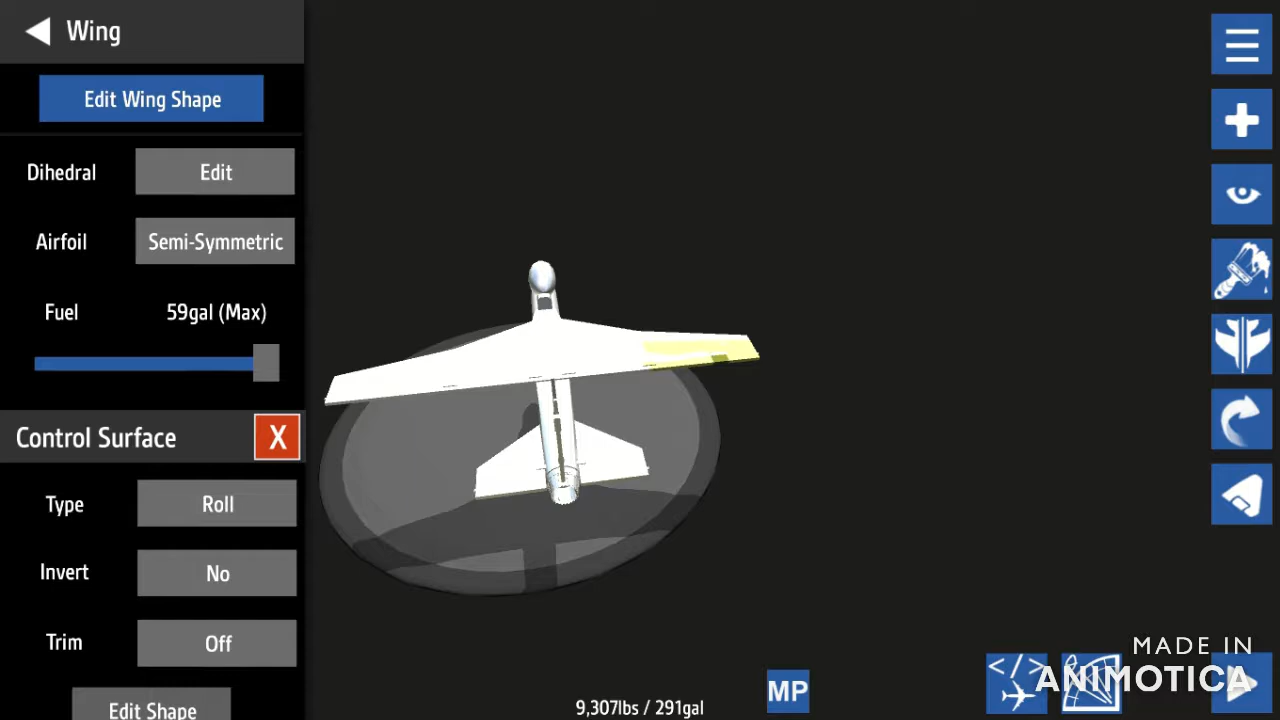 Wing
Edit Wing Shape
Dihedral Edit
Airfoil Semi-Symmetric
Fuel 59gal (Max)
Control Surface X
Type Roll
Invert No
Trim Off
Edit Shape
9,307lbs / 291gal
MP
</>
MADE IN
ANIMOTICA